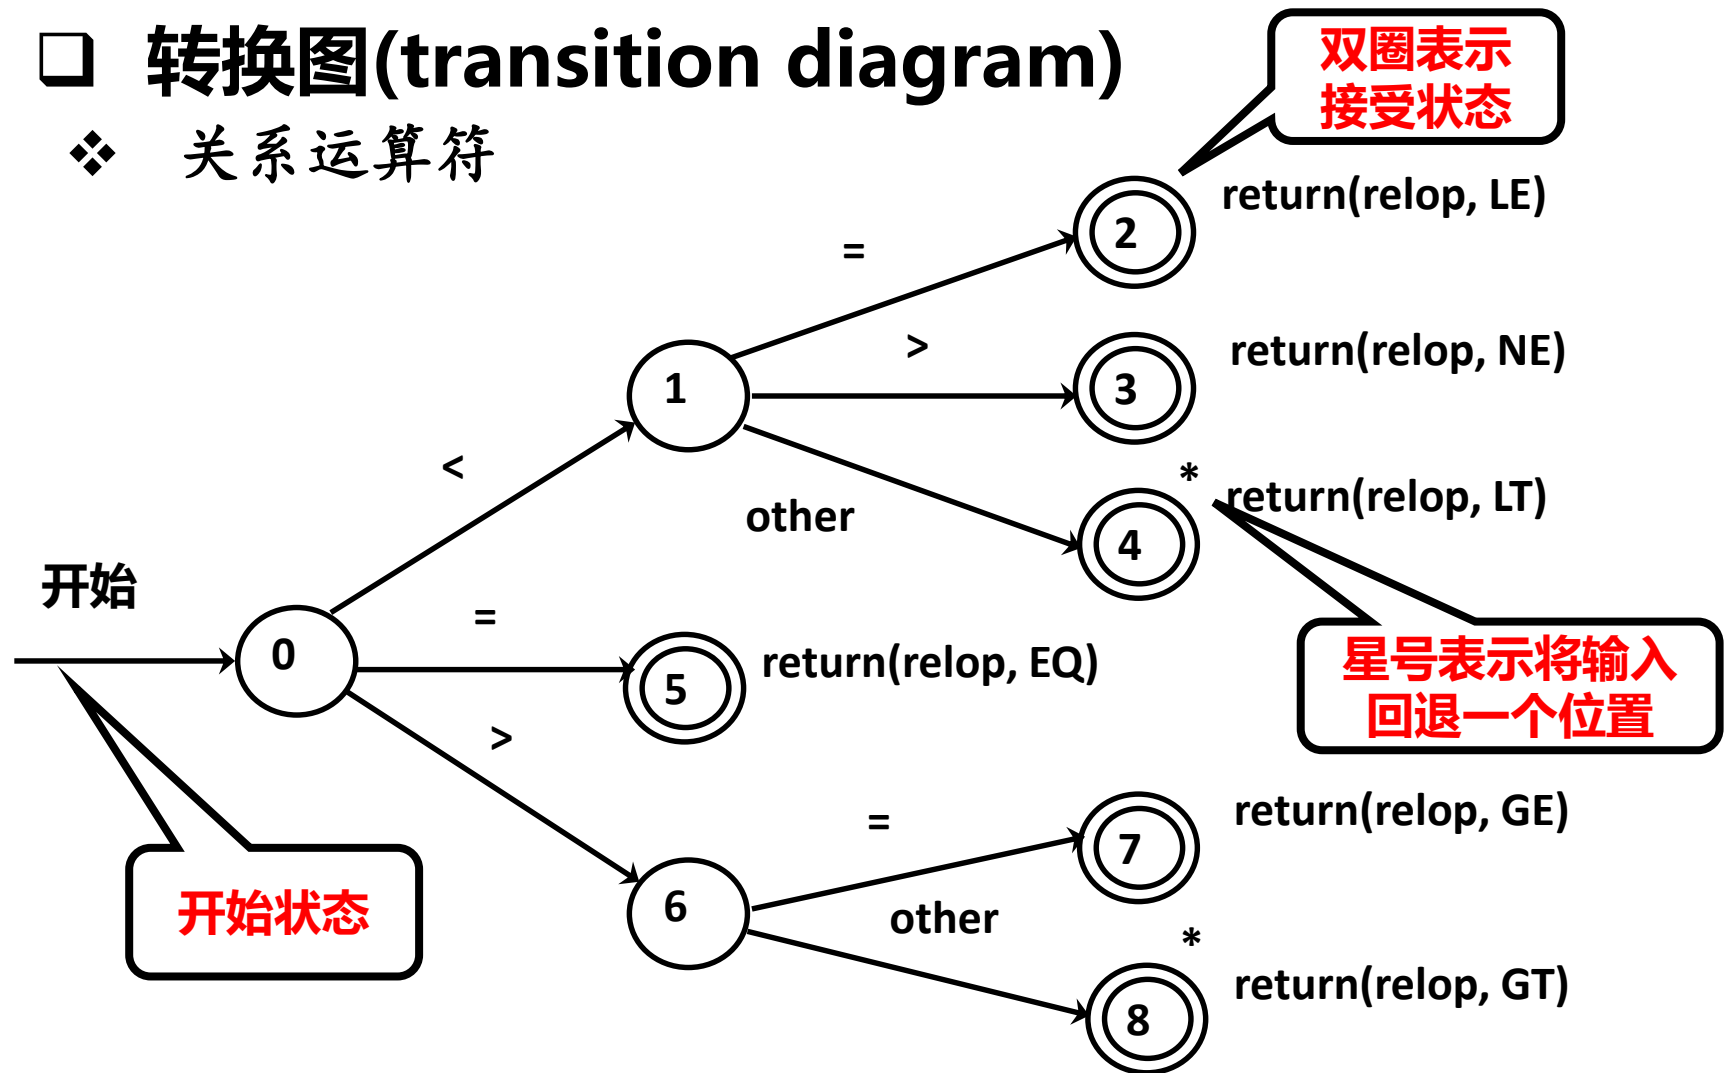 转换图(transition diagram)
关系运算符
双圈表示
接受状态
return(relop, LE)
2
=
>
return(relop, NE)
1
3
<
*
return(relop, LT)
other
4
开始
=
0
return(relop, EQ)
5
星号表示将输入
回退一个位置
>
return(relop, GE)
=
7
开始状态
6
other
*
return(relop, GT)
8